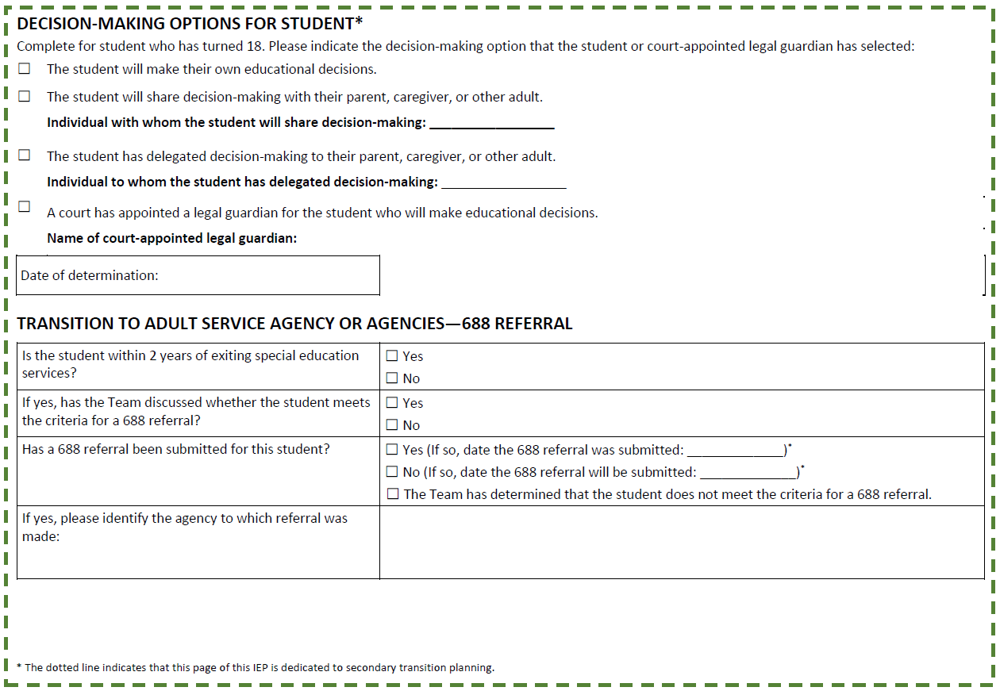 DECISION-MAKING OPTIONS FOR STUDENT*
Complete for student who has turned 18. Please indicate the decision-making option that the student or court-appointed legal guardian has selected:
☐ The student will make their own educational decisions.
☐ The student will share decision-making with their parent, caregiver, or other adult.
Individual with whom the student will share decision-making: _________________
☐ The student has delegated decision-making to their parent, caregiver, or other adult.
Individual to whom the student has delegated decision-making: _________________
☐ A court has appointed a legal guardian for the student who will make educational decisions.
Name of court-appointed legal guardian:
Date of determination:
TRANSITION TO ADULT SERVICE AGENCY OR AGENCIES—688 REFERRAL
Is the student within 2 years of exiting special education
services?
☐ Yes
☐ No
If yes, has the Team discussed whether the student meets
the criteria for a 688 referral?
☐ Yes
☐ No
Has a 688 referral been submitted for this student?
☐ Yes (If so, date the 688 referral was submitted: _____________)*
☐ No (If so, date the 688 referral will be submitted: _____________)*
☐ The Team has determined that the student does not meet the criteria for a 688 referral.
If yes, please identify the agency to which referral was
made:
* The dotted line indicates that this page of this IEP is dedicated to secondary transition planning.